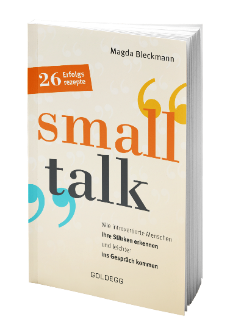 Magda Bleckmann
26 Erfolgs
rezepte
small
talk
Wie introvertierte Menschen
ihre Stärken erkennen
und leichter
ins Gespräch kommen
GOLDEGG